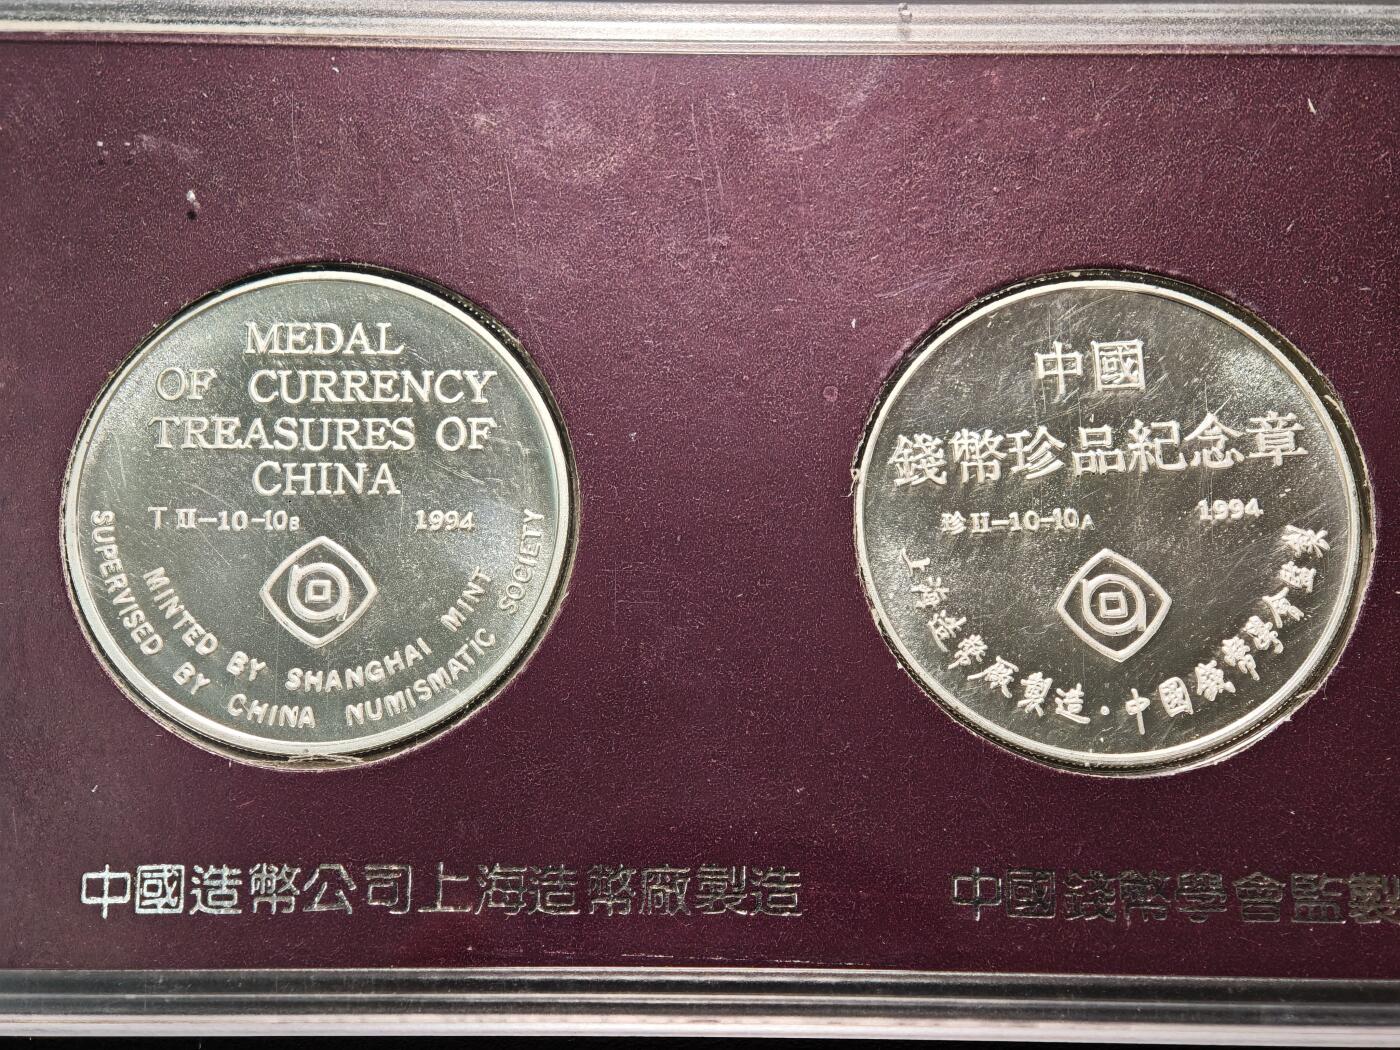 MEDAL
OF CURRENCY
TREASURES OF
CHINA
T II-10-10B 1994
MINTED BY SHANGHAI MINT
SUPERVISED BY CHINA NUMISMATIC SOCIETY
中國
錢幣珍品紀念章
珍II-10-10A 1994
上海造幣廠製造·中國錢幣學會監製
中國造幣公司上海造幣廠製造
中國錢幣學會監製